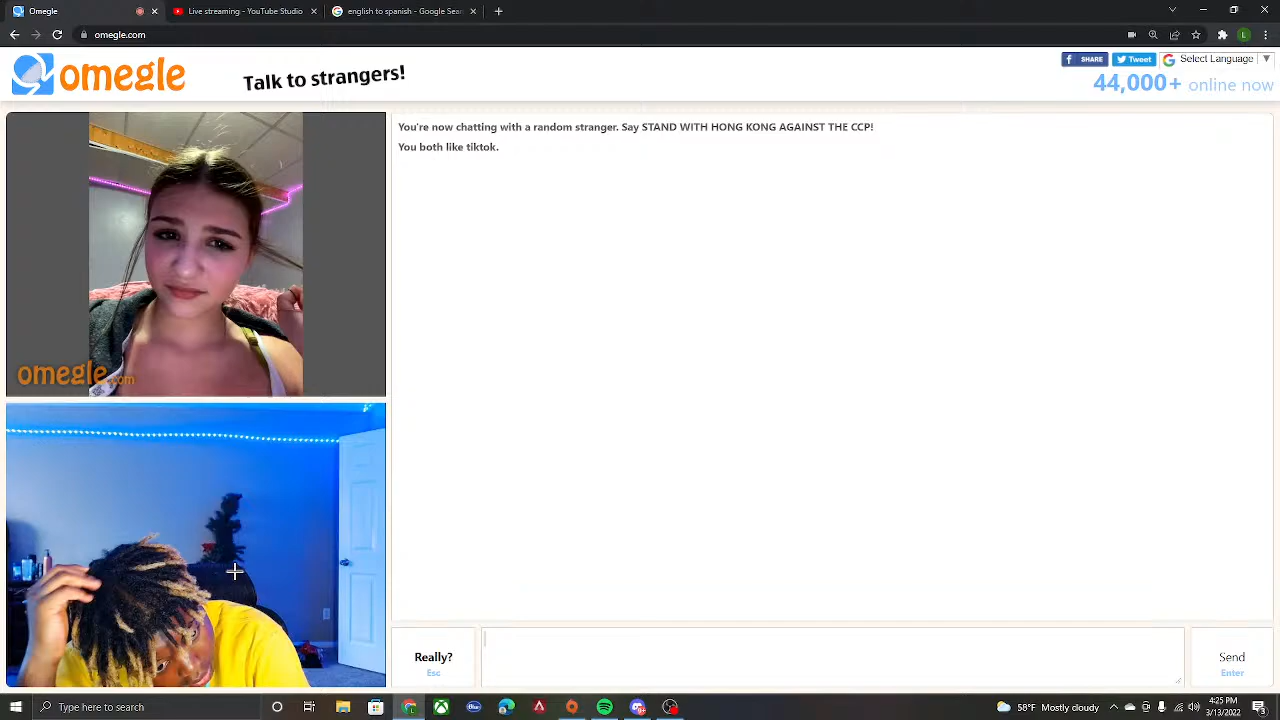 Omegle
Live streaming - YouTube Studio
english to spanish - Google Sear
omegle.com
omegle
Talk to strangers!
SHARE
Tweet
Select Language
44,000+ online now
You're now chatting with a random stranger. Say STAND WITH HONG KONG AGAINST THE CCP!
You both like tiktok.
omegle.com
Really?
Esc
Send
Enter
Type here to search
58°F Mostly cloudy
4:25 PM
3/13/2022